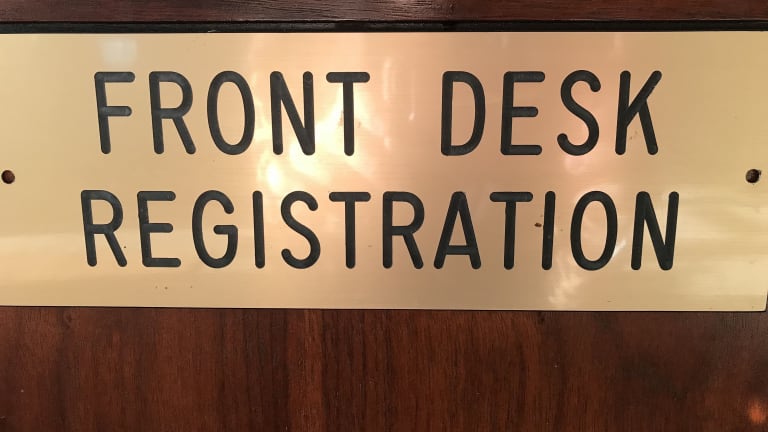 FRONT DESK
REGISTRATION